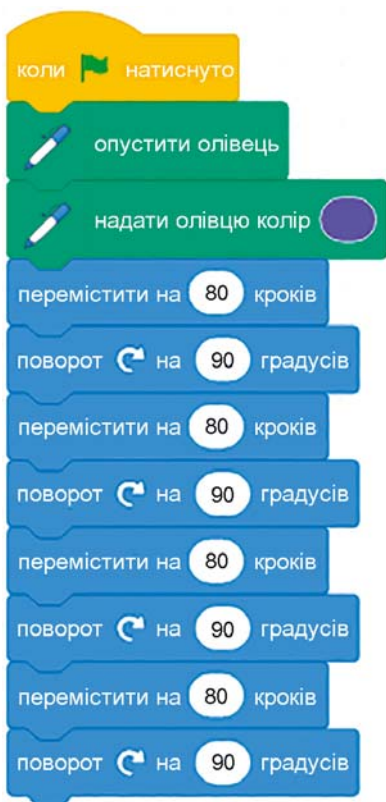 коли натиснуто
опустити олівець
надати олівцю колір
перемістити на 80 кроків
поворот на 90 градусів
перемістити на 80 кроків
поворот на 90 градусів
перемістити на 80 кроків
поворот на 90 градусів
перемістити на 80 кроків
поворот на 90 градусів